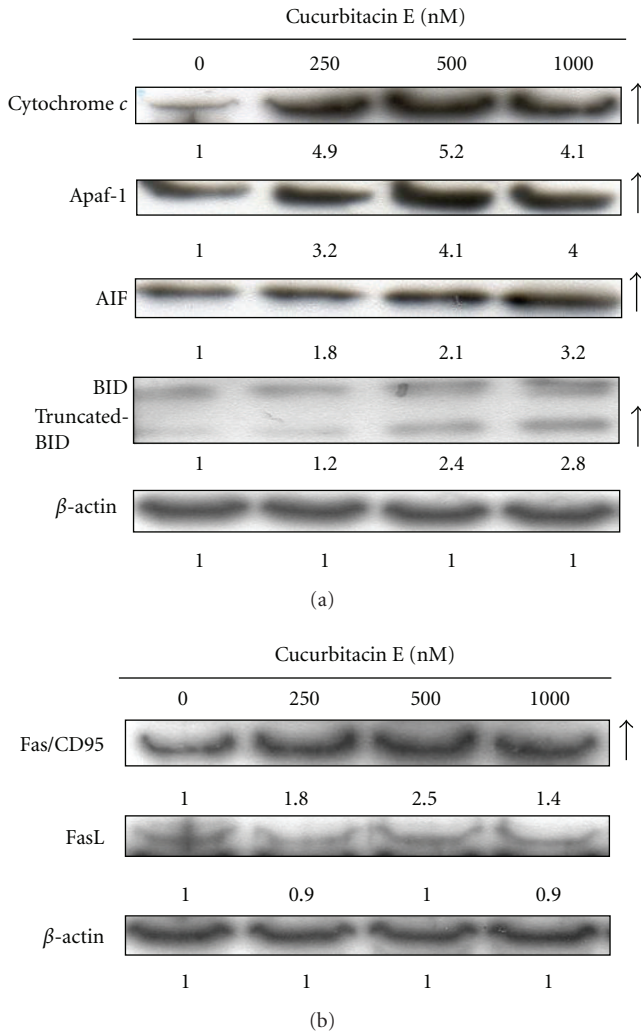 Cucurbitacin E (nM)
0 250 500 1000
Cytochrome c
1 4.9 5.2 4.1
Apaf-1
1 3.2 4.1 4
AIF
1 1.8 2.1 3.2
BID
Truncated-
BID
1 1.2 2.4 2.8
β-actin
1 1 1 1
(a)
Cucurbitacin E (nM)
0 250 500 1000
Fas/CD95
1 1.8 2.5 1.4
FasL
1 0.9 1 0.9
β-actin
1 1 1 1
(b)